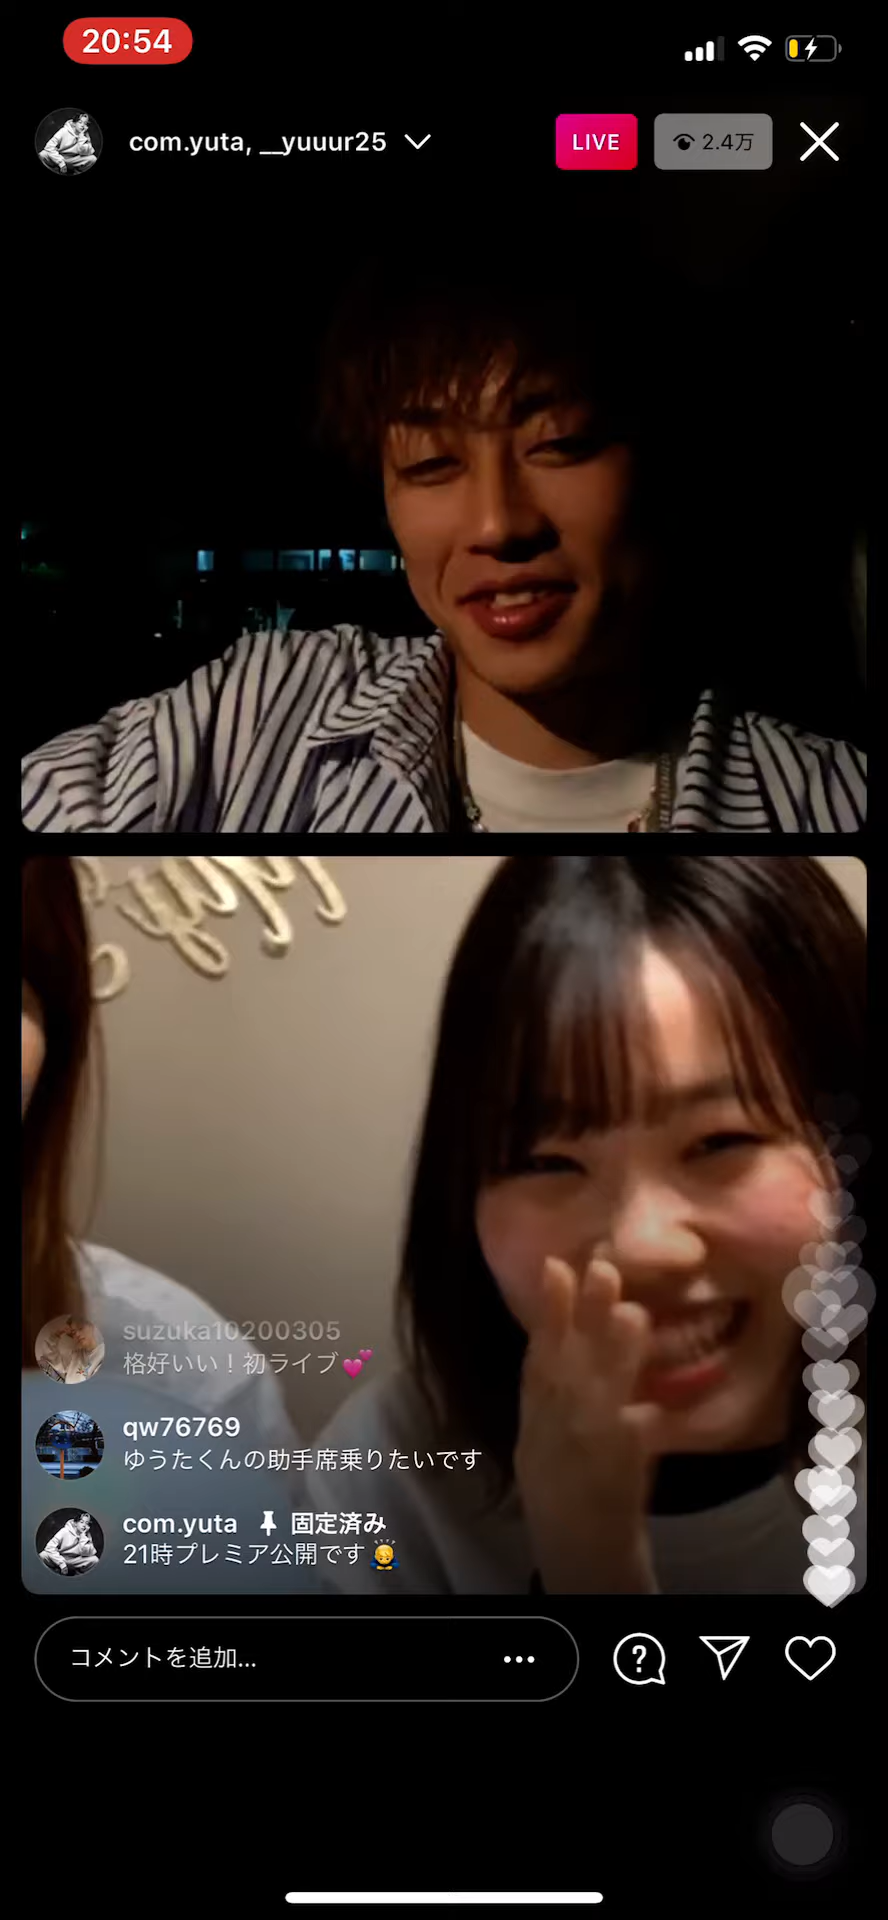 20:54
com.yuta, __yuuur25
LIVE
2.4万
suzuka10200305
格好いい！初ライブ💕
qw76769
ゆうたくんの助手席乗りたいです
com.yuta 📌 固定済み
21時プレミア公開です🙇
コメントを追加...